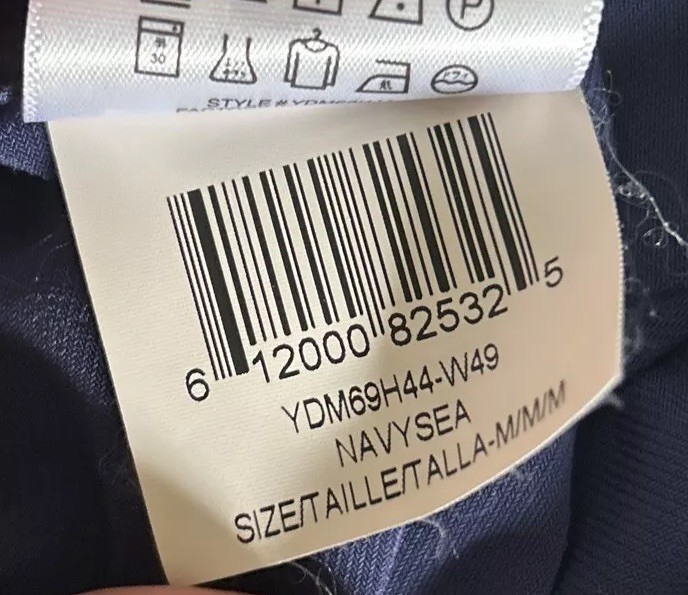 30
P
STYLE #
6 12000 82532 5
YDM69H44-W49
NAVYSEA
SIZE/TAILLE/TALLA-M/M/M